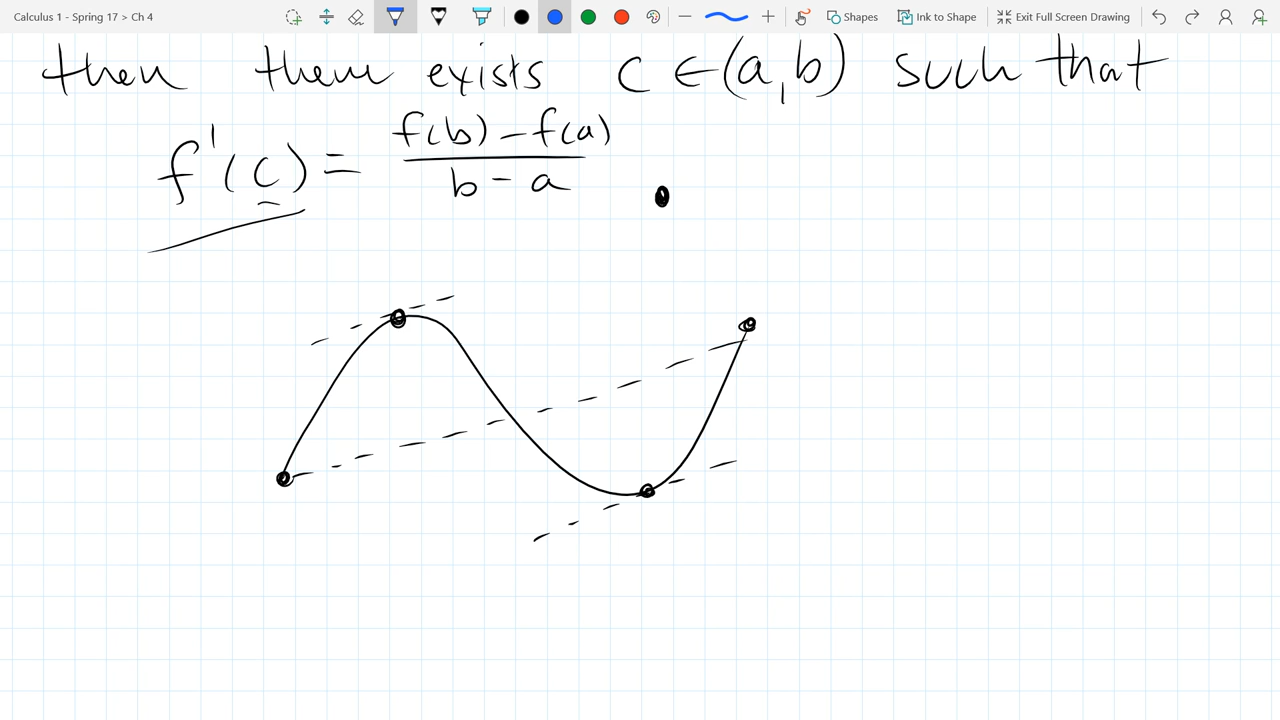 Calculus 1 - Spring 17 > Ch 4
Shapes
Ink to Shape
Exit Full Screen Drawing
then there exists c ∈ (a,b) such that
f'(c) = f(b) - f(a)
b - a